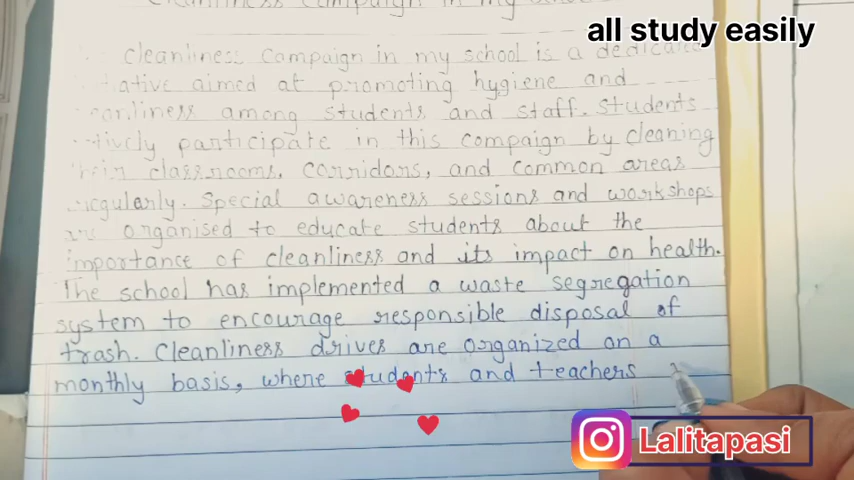 Cleanliness Campaign in my
all study easily
Cleanliness Campaign in my school is a dedicated
aimed at promoting hygiene and
among students and staff. Students
participate in this compaign by cleaning
their classrooms, corridors, and common areas
regularly. Special awareness sessions and workshops
are organised to educate students about the
importance of cleanliness and its impact on health.
The school has implemented a waste segregation
system to encourage responsible disposal of
trash. Cleanliness drives are organized on a
monthly basis, where students and teachers
Lalitapasi